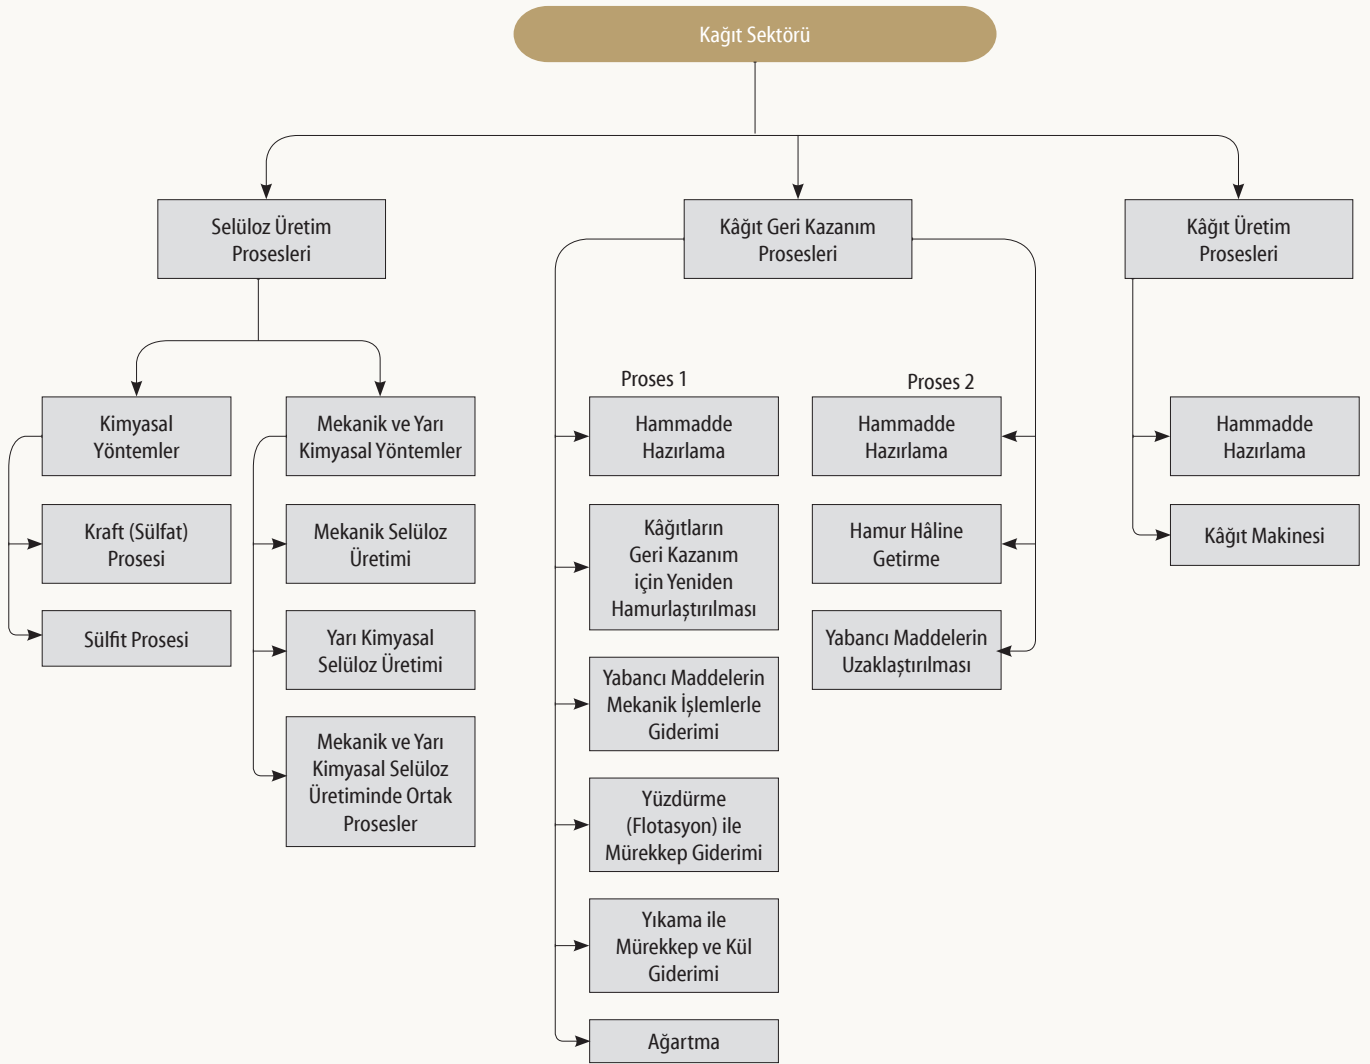 Kağıt Sektörü
Selüloz Üretim
Prosesleri
Kâğıt Geri Kazanım
Prosesleri
Kâğıt Üretim
Prosesleri
Kimyasal
Yöntemler
Kraft (Sülfat)
Prosesi
Sülfit Prosesi
Mekanik ve Yarı
Kimyasal Yöntemler
Mekanik Selüloz
Üretimi
Yarı Kimyasal
Selüloz Üretimi
Mekanik ve Yarı
Kimyasal Selüloz
Üretiminde Ortak
Prosesler
Proses 1
Hammadde
Hazırlama
Kâğıtların
Geri Kazanım
için Yeniden
Hamurlaştırılması
Yabancı Maddelerin
Mekanik İşlemlerle
Giderimi
Yüzdürme
(Flotasyon) ile
Mürekkep Giderimi
Yıkama ile
Mürekkep ve Kül
Giderimi
Ağartma
Proses 2
Hammadde
Hazırlama
Hamur Hâline
Getirme
Yabancı Maddelerin
Uzaklaştırılması
Hammadde
Hazırlama
Kâğıt Makinesi